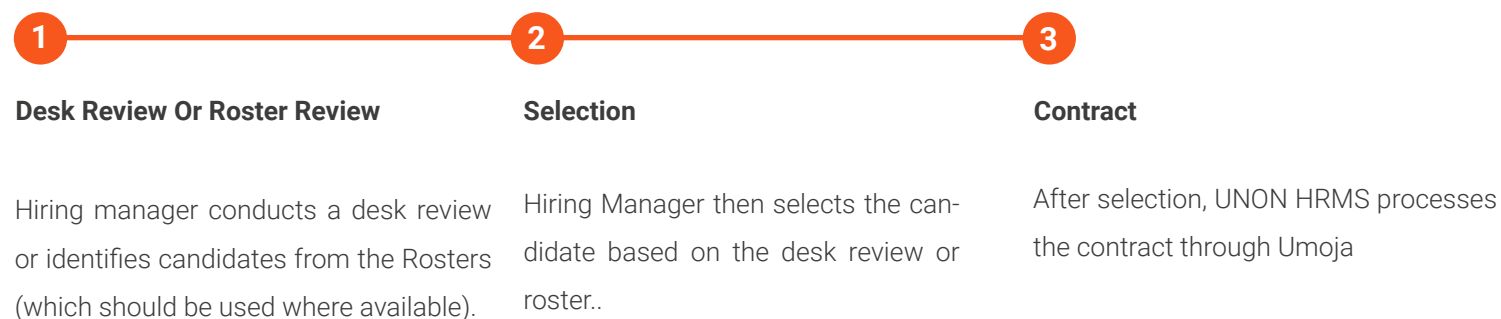 1
2
3
Desk Review Or Roster Review
Selection
Contract
Hiring manager conducts a desk review
or identifies candidates from the Rosters
(which should be used where available).
Hiring Manager then selects the can-
didate based on the desk review or
roster..
After selection, UNON HRMS processes
the contract through Umoja